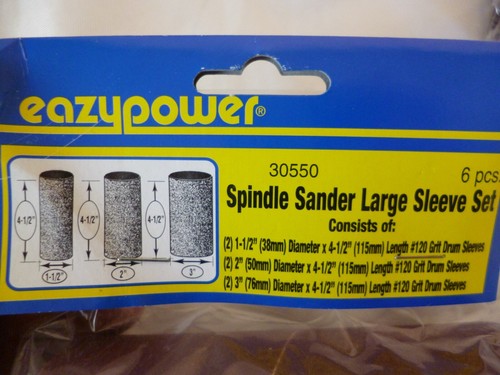 eazypower®
30550
6 pcs.
Spindle Sander Large Sleeve Set
Consists of:
(2) 1-1/2" (38mm) Diameter x 4-1/2" (115mm) Length #120 Grit Drum Sleeves
(2) 2" (50mm) Diameter x 4-1/2" (115mm) Length #120 Grit Drum Sleeves
(2) 3" (76mm) Diameter x 4-1/2" (115mm) Length #120 Grit Drum Sleeves
4-1/2" 4-1/2" 4-1/2"
1-1/2" 2" 3"